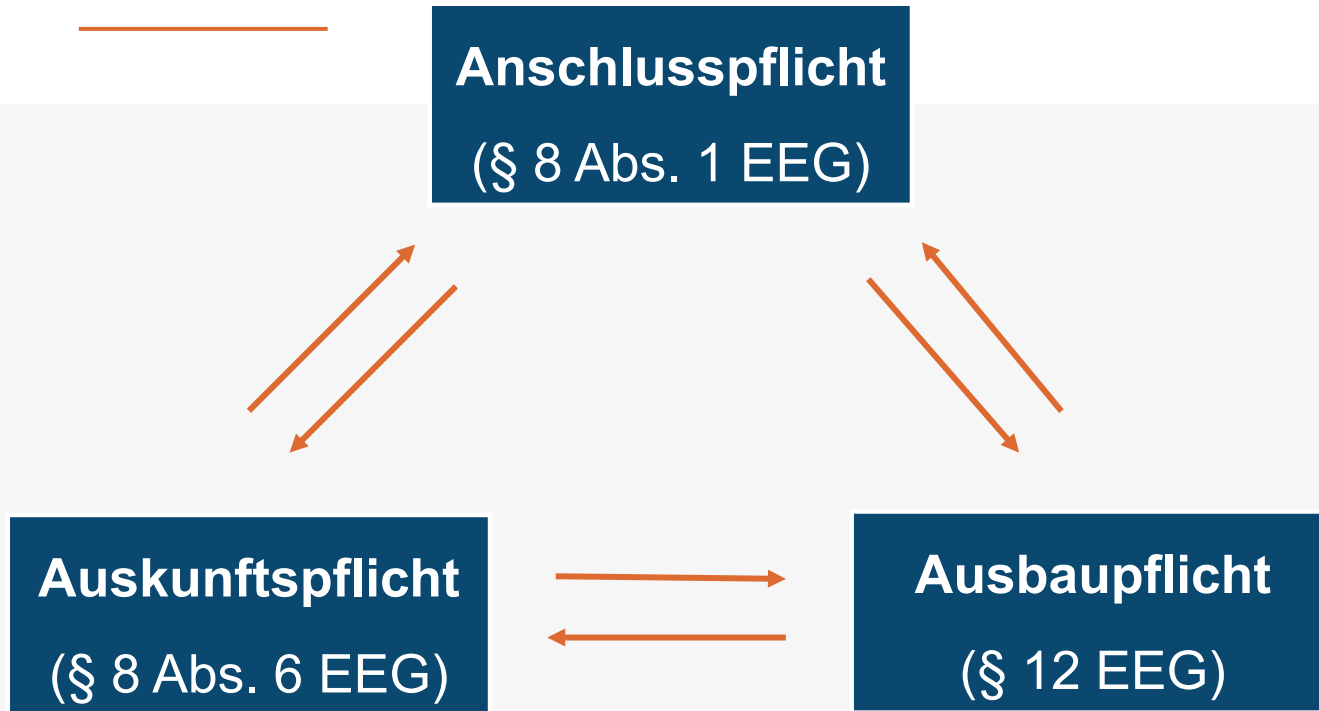 Anschlusspflicht
(§ 8 Abs. 1 EEG)
Auskunftspflicht
(§ 8 Abs. 6 EEG)
Ausbaupflicht
(§ 12 EEG)